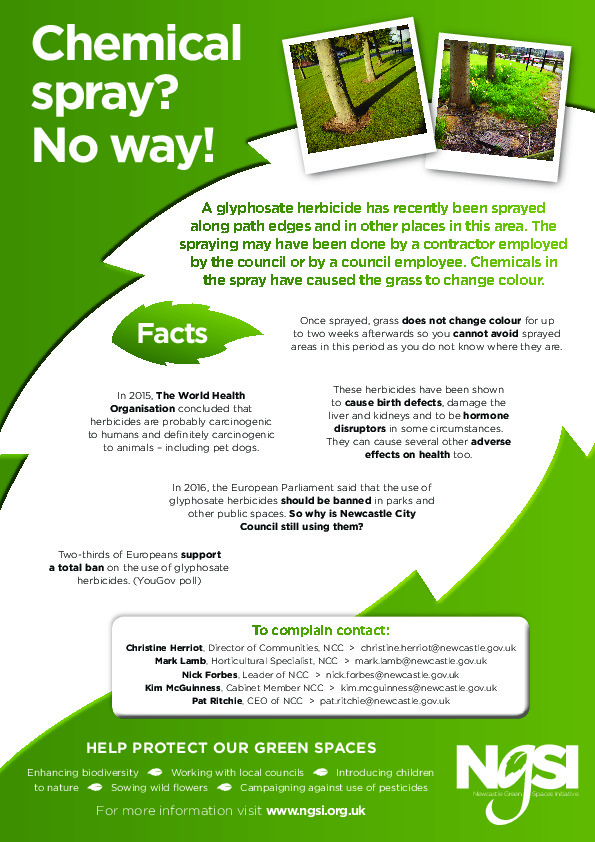 Chemical
spray?
No way!
A glyphosate herbicide has recently been sprayed
along path edges and in other places in this area. The
spraying may have been done by a contractor employed
by the council or by a council employee. Chemicals in
the spray have caused the grass to change colour.
Facts
Once sprayed, grass does not change colour for up
to two weeks afterwards so you cannot avoid sprayed
areas in this period as you do not know where they are.
In 2015, The World Health
Organisation concluded that
herbicides are probably carcinogenic
to humans and definitely carcinogenic
to animals – including pet dogs.
These herbicides have been shown
to cause birth defects, damage the
liver and kidneys and to be hormone
disruptors in some circumstances.
They can cause several other adverse
effects on health too.
In 2016, the European Parliament said that the use of
glyphosate herbicides should be banned in parks and
other public spaces. So why is Newcastle City
Council still using them?
Two-thirds of Europeans support
a total ban on the use of glyphosate
herbicides. (YouGov poll)
To complain contact:
Christine Herriot, Director of Communities, NCC > christine.herriot@newcastle.gov.uk
Mark Lamb, Horticultural Specialist, NCC > mark.lamb@newcastle.gov.uk
Nick Forbes, Leader of NCC > nick.forbes@newcastle.gov.uk
Kim McGuinness, Cabinet Member NCC > kim.mcguinness@newcastle.gov.uk
Pat Ritchie, CEO of NCC > pat.ritchie@newcastle.gov.uk
HELP PROTECT OUR GREEN SPACES
Enhancing biodiversity Working with local councils Introducing children
to nature Sowing wild flowers Campaigning against use of pesticides
For more information visit www.ngsi.org.uk
NgSI
Newcastle Green Spaces Initiative